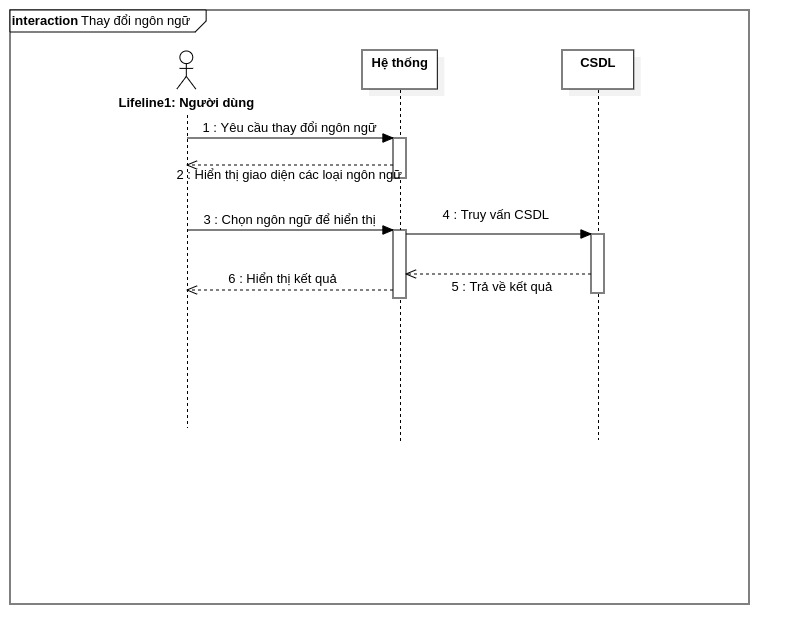 interaction Thay đổi ngôn ngữ
Hệ thống
CSDL
Lifeline1: Người dùng
1 : Yêu cầu thay đổi ngôn ngữ
2 : Hiển thị giao diện các loại ngôn ngữ
3 : Chọn ngôn ngữ để hiển thị
4 : Truy vấn CSDL
6 : Hiển thị kết quả
5 : Trả về kết quả